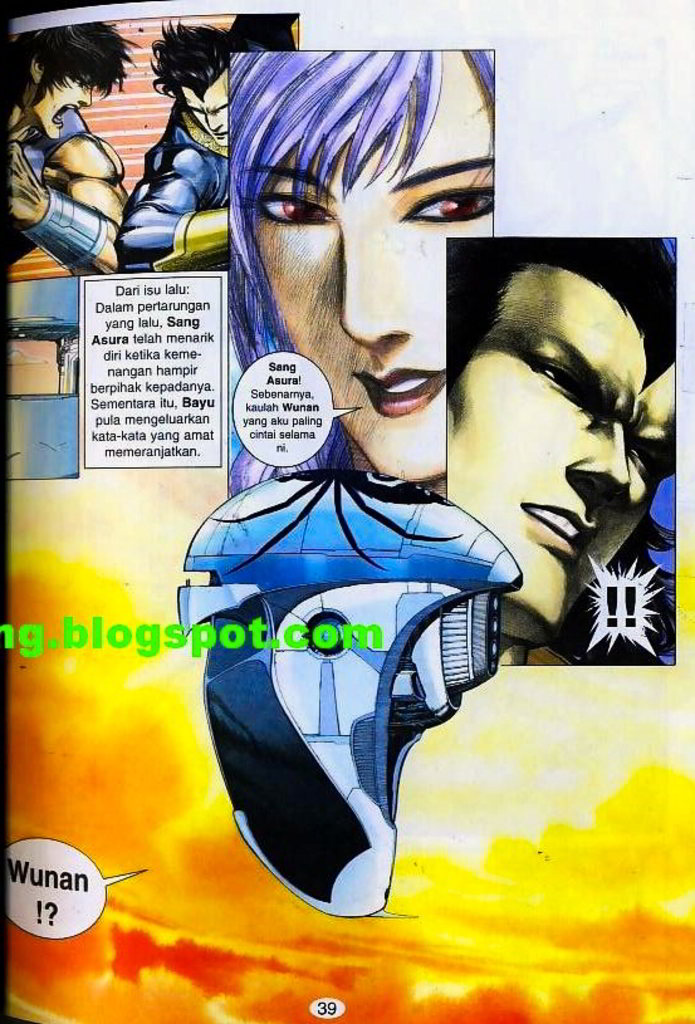 Dari isu lalu:
Dalam pertarungan
yang lalu, Sang
Asura telah menarik
diri ketika keme-
nangan hampir
berpihak kepadanya.
Sementara itu, Bayu
pula mengeluarkan
kata-kata yang amat
memeranjatkan.
Sang
Asura!
Sebenarnya,
kaulah Wunan
yang aku paling
cintai selama
ni.
!!
ng.blogspot.com
Wunan
!?
39